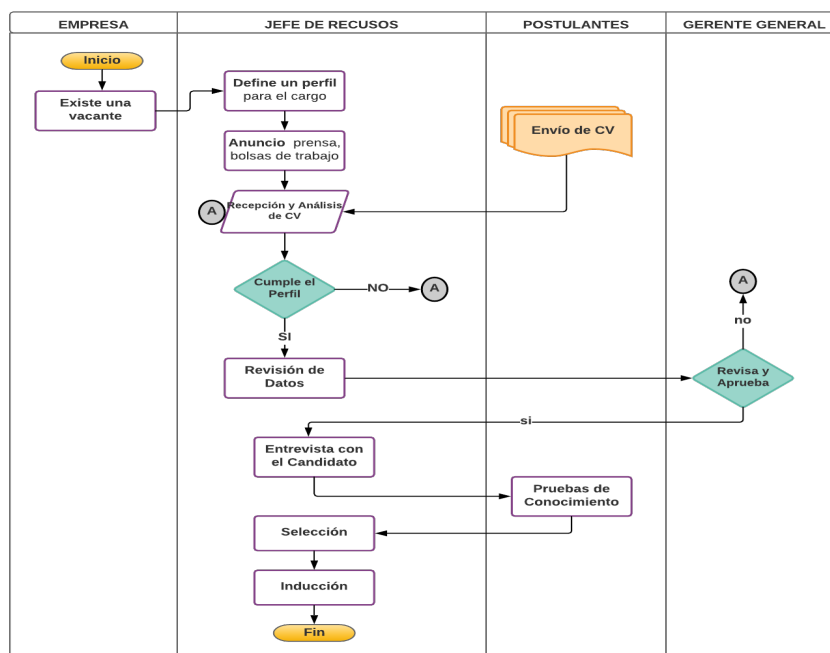 EMPRESA
JEFE DE RECUSOS
POSTULANTES
GERENTE GENERAL
Inicio
Existe una
vacante
Define un perfil
para el cargo
Anuncio prensa,
bolsas de trabajo
Envío de CV
A
Recepción y Análisis
de CV
Cumple el
Perfil
NO
A
A
no
SI
Revisión de
Datos
Revisa y
Aprueba
si
Entrevista con
el Candidato
Pruebas de
Conocimiento
Selección
Inducción
Fin